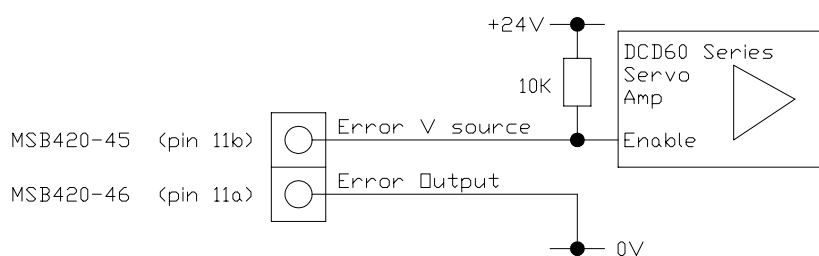 +24V
DCD60 Series
Servo
Amp
10K
Error V source
MSB420-45 (pin 11b)
Enable
Error Output
MSB420-46 (pin 11a)
0V